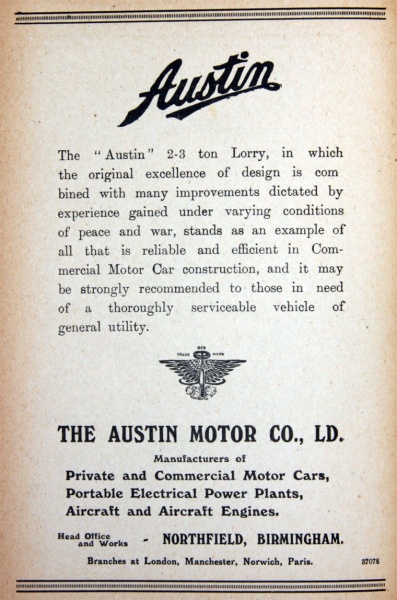 Austin
The "Austin" 2-3 ton Lorry, in which
the original excellence of design is com
bined with many improvements dictated by
experience gained under varying conditions
of peace and war, stands as an example of
all that is reliable and efficient in Com-
mercial Motor Car construction, and it may
be strongly recommended to those in need
of a thoroughly serviceable vehicle of
general utility.
OUR
TRADE MARK
THE AUSTIN MOTOR CO., LD.
Manufacturers of
Private and Commercial Motor Cars,
Portable Electrical Power Plants,
Aircraft and Aircraft Engines.
Head Office
and Works - NORTHFIELD, BIRMINGHAM.
Branches at London, Manchester, Norwich, Paris. 37078